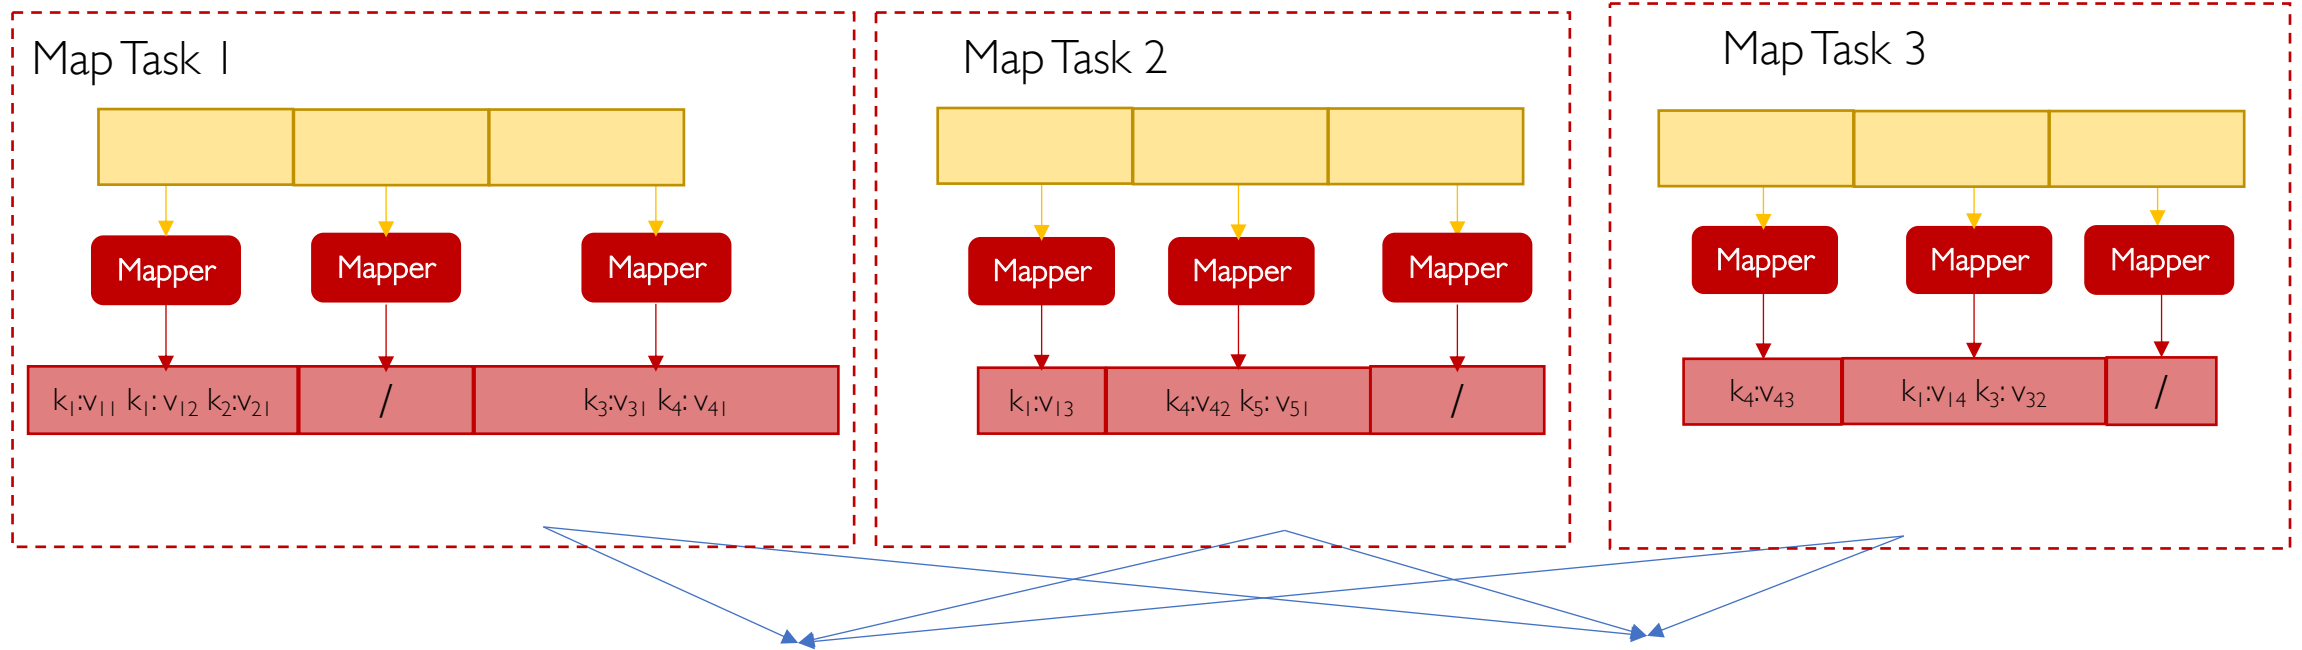 Map Task 1
Map Task 2
Map Task 3
Mapper
Mapper
Mapper
Mapper
Mapper
Mapper
Mapper
Mapper
Mapper
k₁:v₁₁ k₁: v₁₂ k₂:v₂₁
/
k₃:v₃₁ k₄: v₄₁
k₁:v₁₃
k₄:v₄₂ k₅: v₅₁
/
k₄:v₄₃
k₁:v₁₄ k₃: v₃₂
/